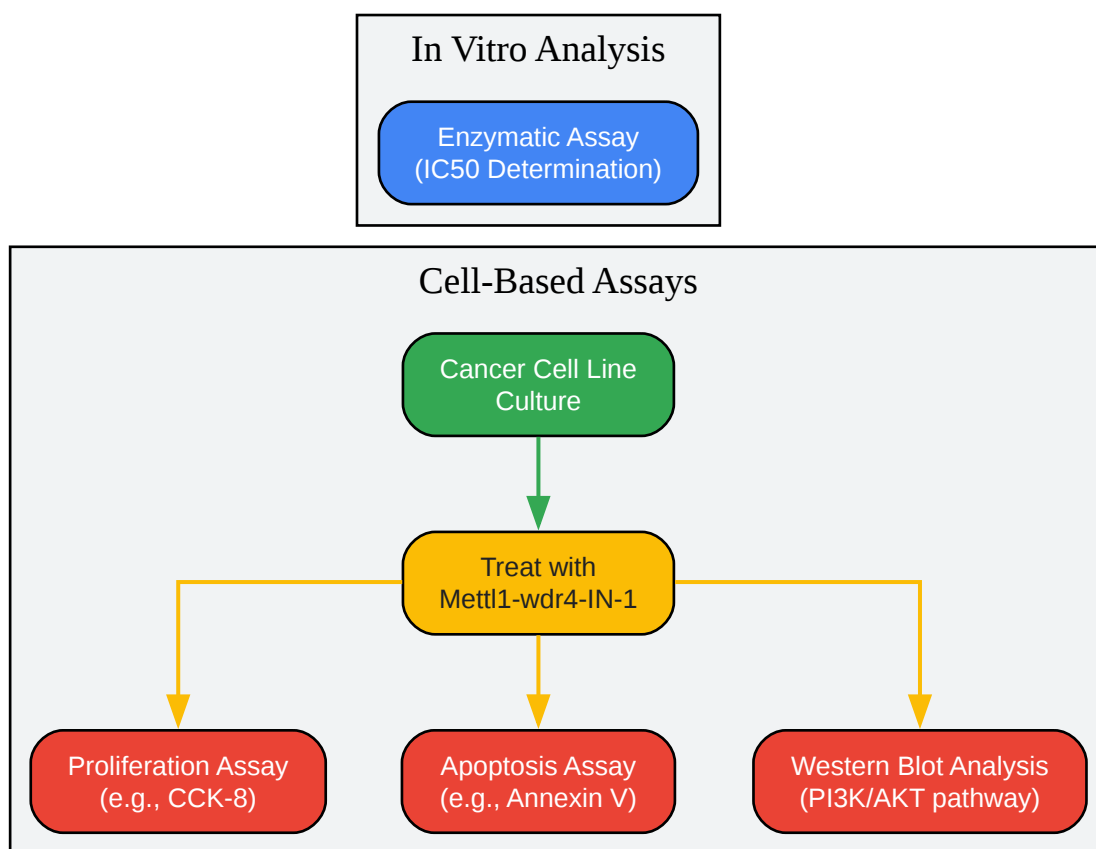 In Vitro Analysis
Enzymatic Assay
(IC50 Determination)
Cell-Based Assays
Cancer Cell Line
Culture
Treat with
Mettl1-wdr4-IN-1
Proliferation Assay
(e.g., CCK-8)
Apoptosis Assay
(e.g., Annexin V)
Western Blot Analysis
(PI3K/AKT pathway)